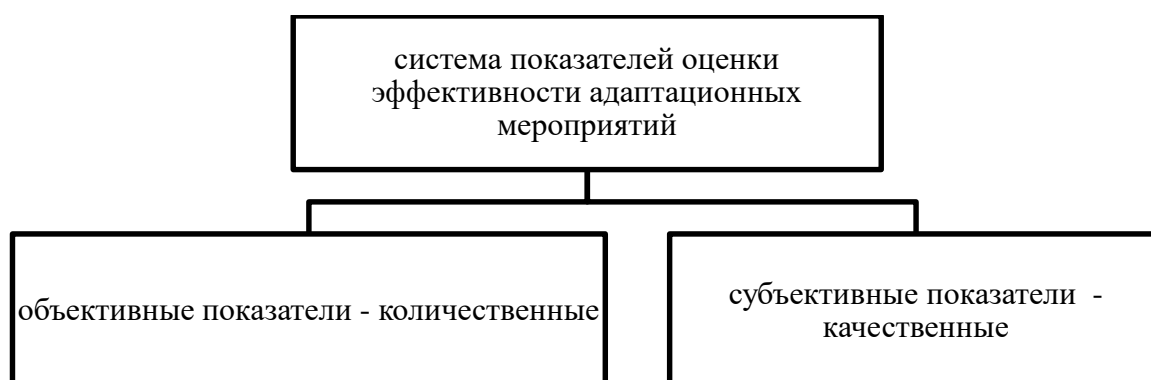 система показателей оценки
эффективности адаптационных
мероприятий
объективные показатели - количественные
субъективные показатели -
качественные